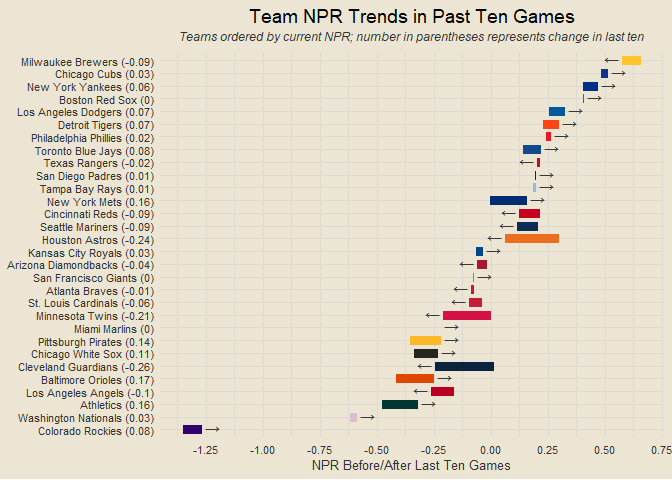 Team NPR Trends in Past Ten Games
Teams ordered by current NPR; number in parentheses represents change in last ten
Milwaukee Brewers (-0.09)
Chicago Cubs (0.03)
New York Yankees (0.06)
Boston Red Sox (0)
Los Angeles Dodgers (0.07)
Detroit Tigers (0.07)
Philadelphia Phillies (0.02)
Toronto Blue Jays (0.08)
Texas Rangers (-0.02)
San Diego Padres (0.01)
Tampa Bay Rays (0.01)
New York Mets (0.16)
Cincinnati Reds (-0.09)
Seattle Mariners (-0.09)
Houston Astros (-0.24)
Kansas City Royals (0.03)
Arizona Diamondbacks (-0.04)
San Francisco Giants (0)
Atlanta Braves (-0.01)
St. Louis Cardinals (-0.06)
Minnesota Twins (-0.21)
Miami Marlins (0)
Pittsburgh Pirates (0.14)
Chicago White Sox (0.11)
Cleveland Guardians (-0.26)
Baltimore Orioles (0.17)
Los Angeles Angels (-0.1)
Athletics (0.16)
Washington Nationals (0.03)
Colorado Rockies (0.08)
-1.25 -1.00 -0.75 -0.50 -0.25 0.00 0.25 0.50 0.75
NPR Before/After Last Ten Games